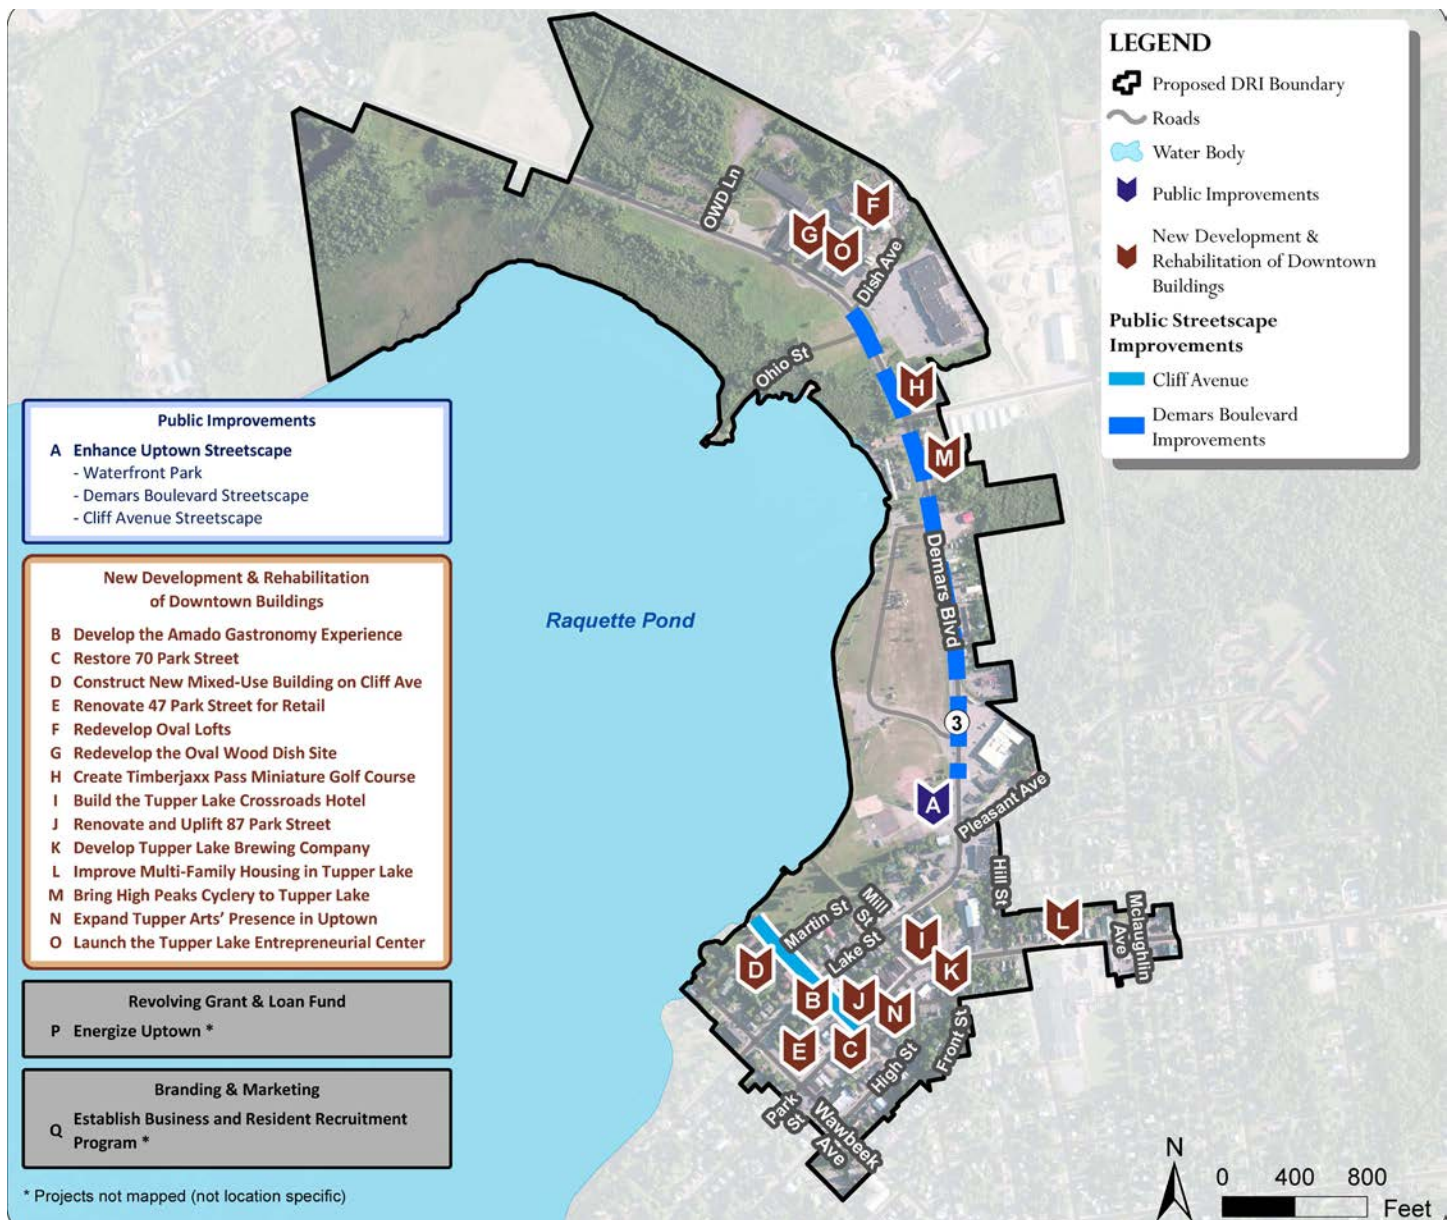 LEGEND
Proposed DRI Boundary
Roads
Water Body
Public Improvements
New Development &
Rehabilitation of Downtown
Buildings
Public Streetscape
Improvements
Cliff Avenue
Demars Boulevard
Improvements
OWD Ln
F
G
O
Dish Ave
Ohio St
H
M
Demars Blvd
Raquette Pond
3
A
Pleasant Ave
Hill St
Mclaughlin
Ave
L
Mill
St
Martin St
Lake St
I
K
D
B
J
N
E
C
High St
Front St
Park
St
Wawbeek
Ave
Public Improvements
A Enhance Uptown Streetscape
- Waterfront Park
- Demars Boulevard Streetscape
- Cliff Avenue Streetscape
New Development & Rehabilitation
of Downtown Buildings
B Develop the Amado Gastronomy Experience
C Restore 70 Park Street
D Construct New Mixed-Use Building on Cliff Ave
E Renovate 47 Park Street for Retail
F Redevelop Oval Lofts
G Redevelop the Oval Wood Dish Site
H Create Timberjaxx Pass Miniature Golf Course
I Build the Tupper Lake Crossroads Hotel
J Renovate and Uplift 87 Park Street
K Develop Tupper Lake Brewing Company
L Improve Multi-Family Housing in Tupper Lake
M Bring High Peaks Cyclery to Tupper Lake
N Expand Tupper Arts’ Presence in Uptown
O Launch the Tupper Lake Entrepreneurial Center
Revolving Grant & Loan Fund
P Energize Uptown *
Branding & Marketing
Q Establish Business and Resident Recruitment
Program *
* Projects not mapped (not location specific)
N
0 400 800
Feet